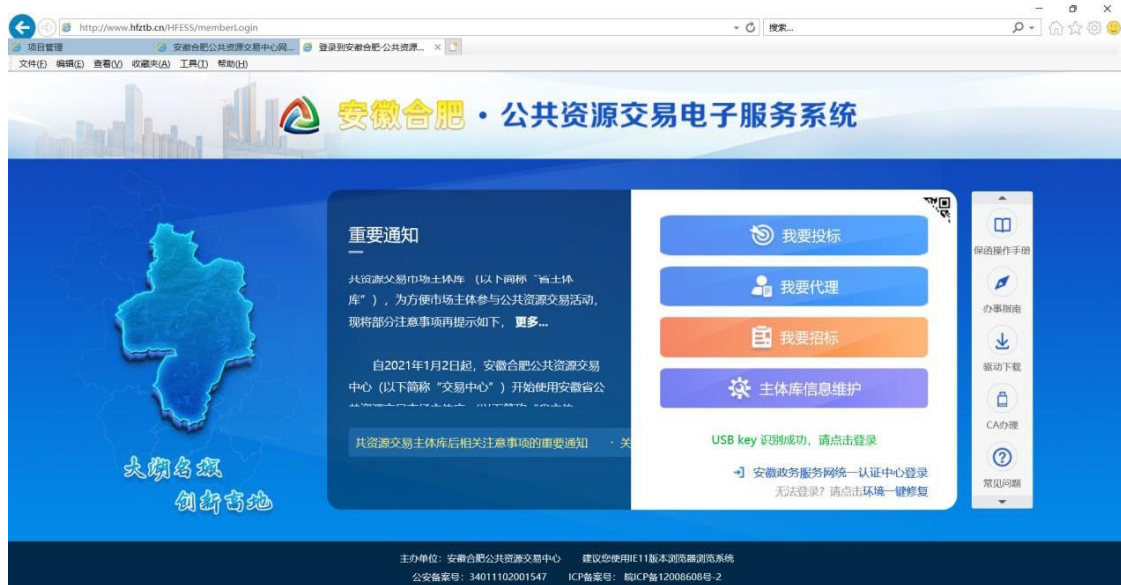 http://www.hfztb.cn/HFESS/memberLogin
搜索...
项目管理
安徽合肥公共资源交易中心网...
登录到安徽合肥·公共资源...
文件(F) 编辑(E) 查看(V) 收藏夹(A) 工具(T) 帮助(H)
安徽合肥·公共资源交易电子服务系统
重要通知
共资源交易市场主体库（以下简称“省主体
库”），为方便市场主体参与公共资源交易活动，
现将部分注意事项再提示如下， 更多...
自2021年1月2日起，安徽合肥公共资源交易
中心（以下简称“交易中心”）开始使用安徽省公
共资源交易主体库后相关注意事项的重要通知 · 关
我要投标
我要代理
我要招标
主体库信息维护
USB key 识别成功，请点击登录
安徽政务服务网统一认证中心登录
无法登录？请点击环境一键修复
保函操作手册
办事指南
驱动下载
CA办理
常见问题
大湖名城
创新高地
主办单位：安徽合肥公共资源交易中心 建议您使用IE11版本浏览器浏览系统
公安备案号：34011102001547 ICP备案号：皖ICP备12008608号-2